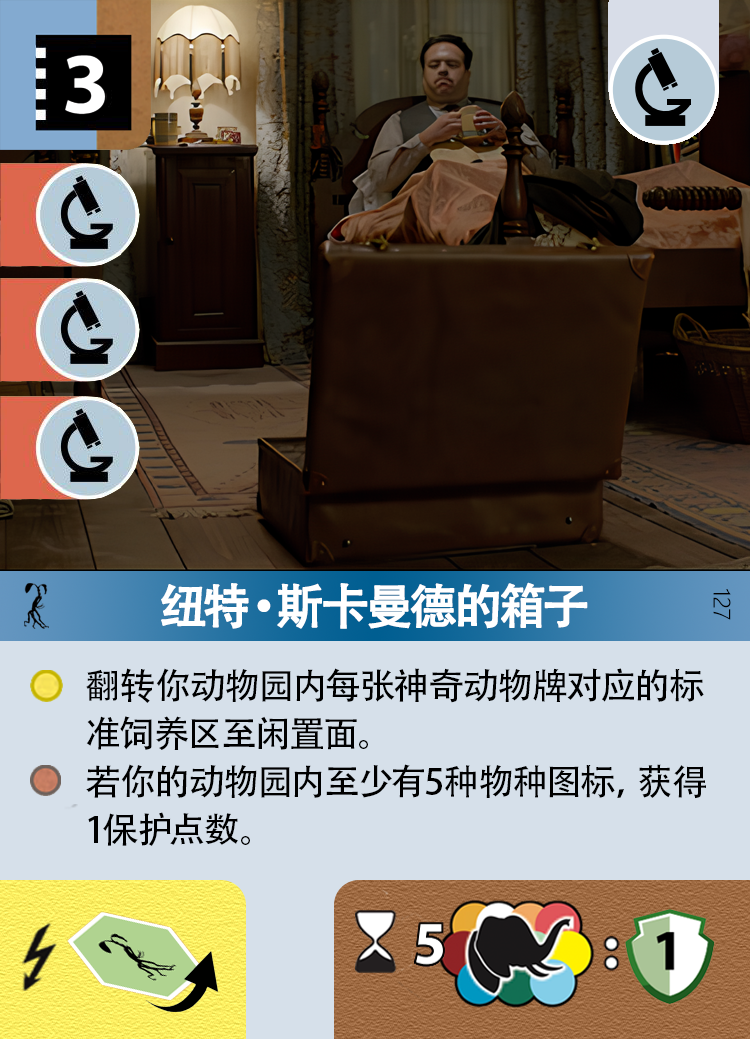 3
纽特•斯卡曼德的箱子
127
翻转你动物园内每张神奇动物牌对应的标
准饲养区至闲置面。
若你的动物园内至少有5种物种图标，获得
1保护点数。
5 : 1